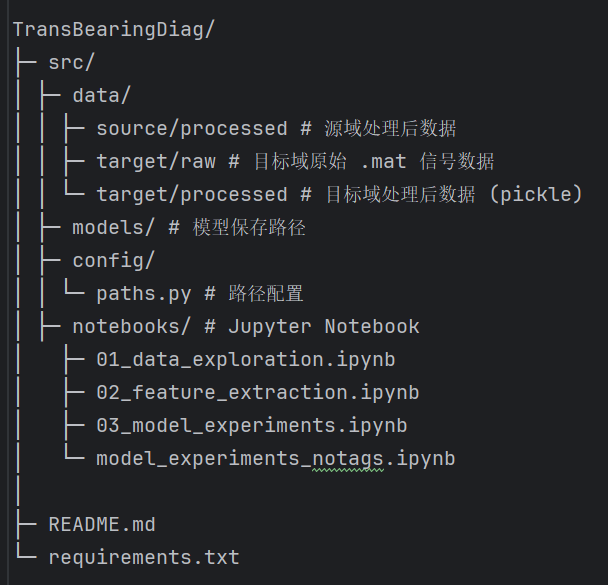 TransBearingDiag/
├─ src/
│ ├─ data/
│ │ ├─ source/processed # 源域处理后数据
│ │ ├─ target/raw # 目标域原始 .mat 信号数据
│ │ └─ target/processed # 目标域处理后数据 (pickle)
│ ├─ models/ # 模型保存路径
│ ├─ config/
│ │ └─ paths.py # 路径配置
│ ├─ notebooks/ # Jupyter Notebook
│   ├─ 01_data_exploration.ipynb
│   ├─ 02_feature_extraction.ipynb
│   ├─ 03_model_experiments.ipynb
│   └─ model_experiments_notags.ipynb
│
├─ README.md
└─ requirements.txt